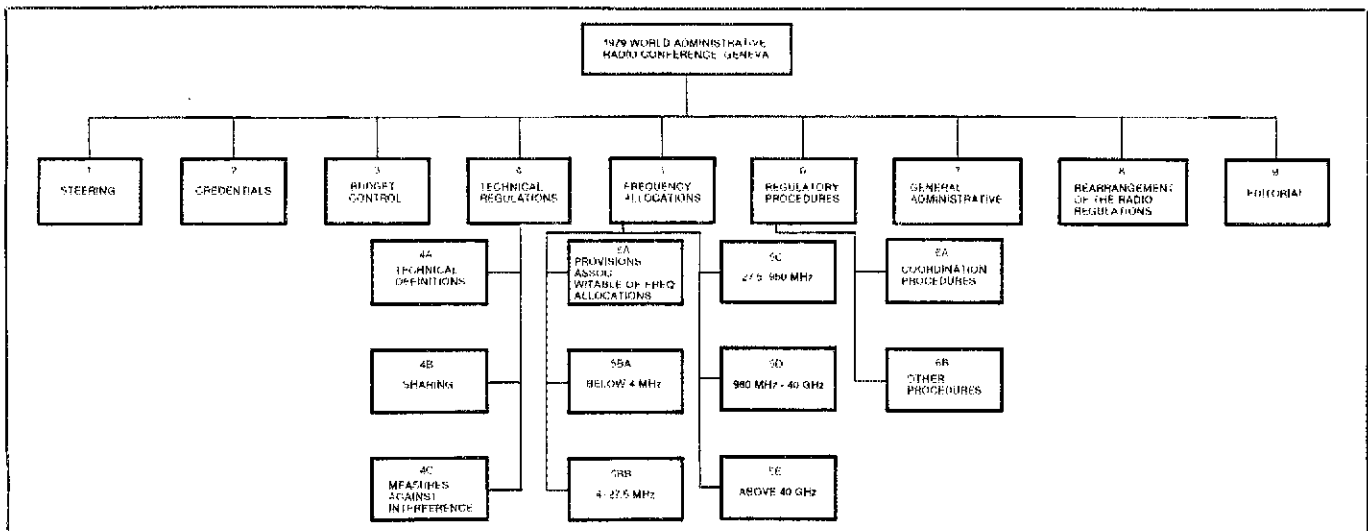 1979 WORLD ADMINISTRATIVE
RADIO CONFERENCE GENEVA
1
STEERING
2
CREDENTIALS
3
BUDGET
CONTROL
4
TECHNICAL
REGULATIONS
5
FREQUENCY
ALLOCATIONS
6
REGULATORY
PROCEDURES
7
GENERAL
ADMINISTRATIVE
8
REARRANGEMENT
OF THE RADIO
REGULATIONS
9
EDITORIAL
4A
TECHNICAL
DEFINITIONS
5A
PROVISIONS
ASSOC
W/TABLE OF FREQ
ALLOCATIONS
5C
27.5-960 MHz
6A
COORDINATION
PROCEDURES
4B
SHARING
5BA
BELOW 4 MHz
5D
960 MHz - 40 GHz
6B
OTHER
PROCEDURES
4C
MEASURES
AGAINST
INTERFERENCE
5BB
4-27.5 MHz
5E
ABOVE 40 GHz